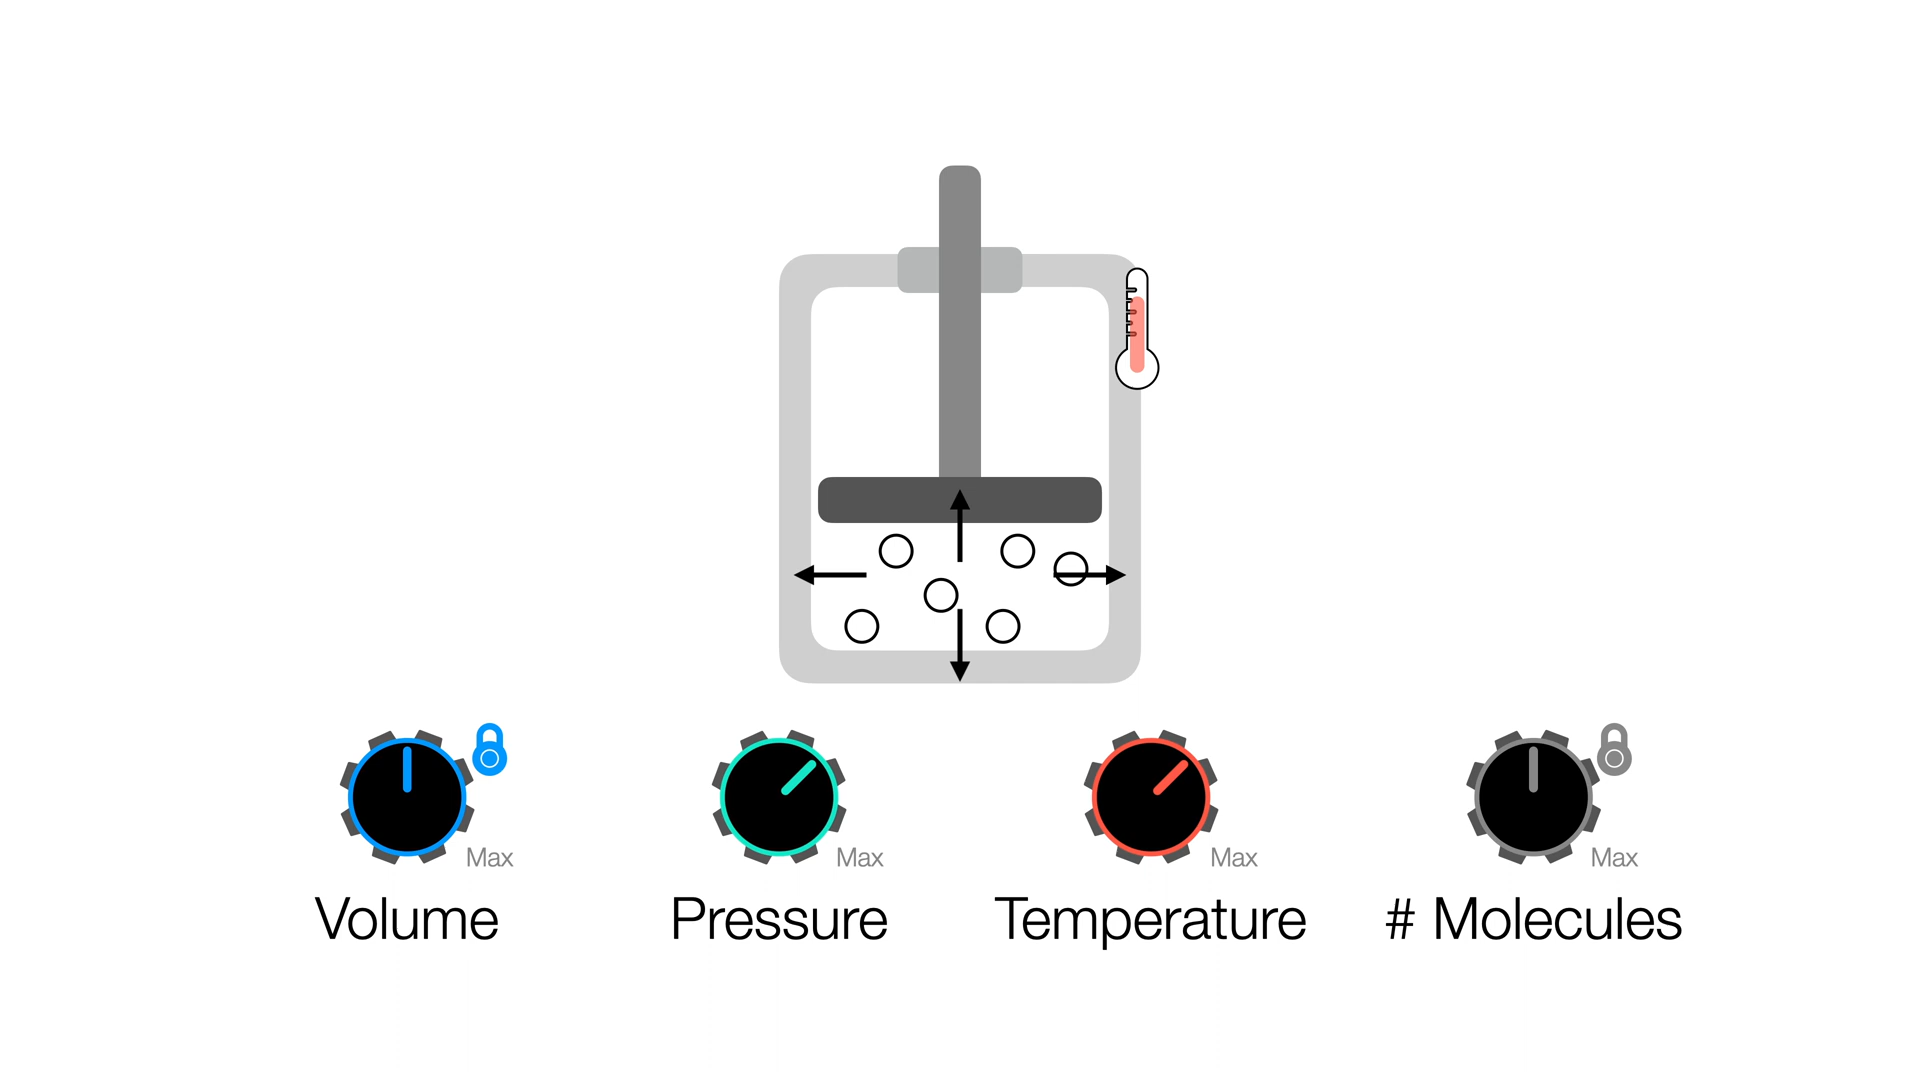 Max
Max
Max
Max
Volume
Pressure
Temperature
# Molecules